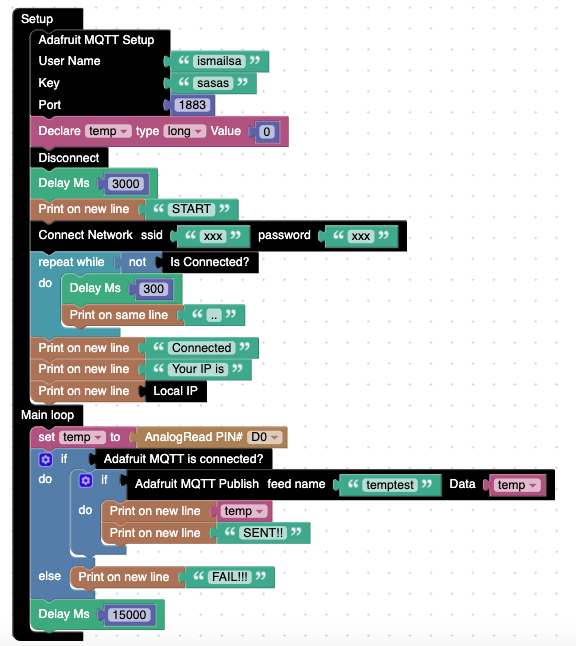 Setup
Adafruit MQTT Setup
User Name “ ismailsa ”
Key “ sasas ”
Port 1883
Declare temp type long Value 0
Disconnect
Delay Ms 3000
Print on new line “ START ”
Connect Network ssid “ xxx ” password “ xxx ”
repeat while not Is Connected?
do Delay Ms 300
Print on same line “ .. ”
Print on new line “ Connected ”
Print on new line “ Your IP is ”
Print on new line Local IP
Main loop
set temp to AnalogRead PIN# D0
if Adafruit MQTT is connected?
do if Adafruit MQTT Publish feed name “ temptest ” Data temp
do Print on new line temp
Print on new line “ SENT!! ”
else Print on new line “ FAIL!!! ”
Delay Ms 15000